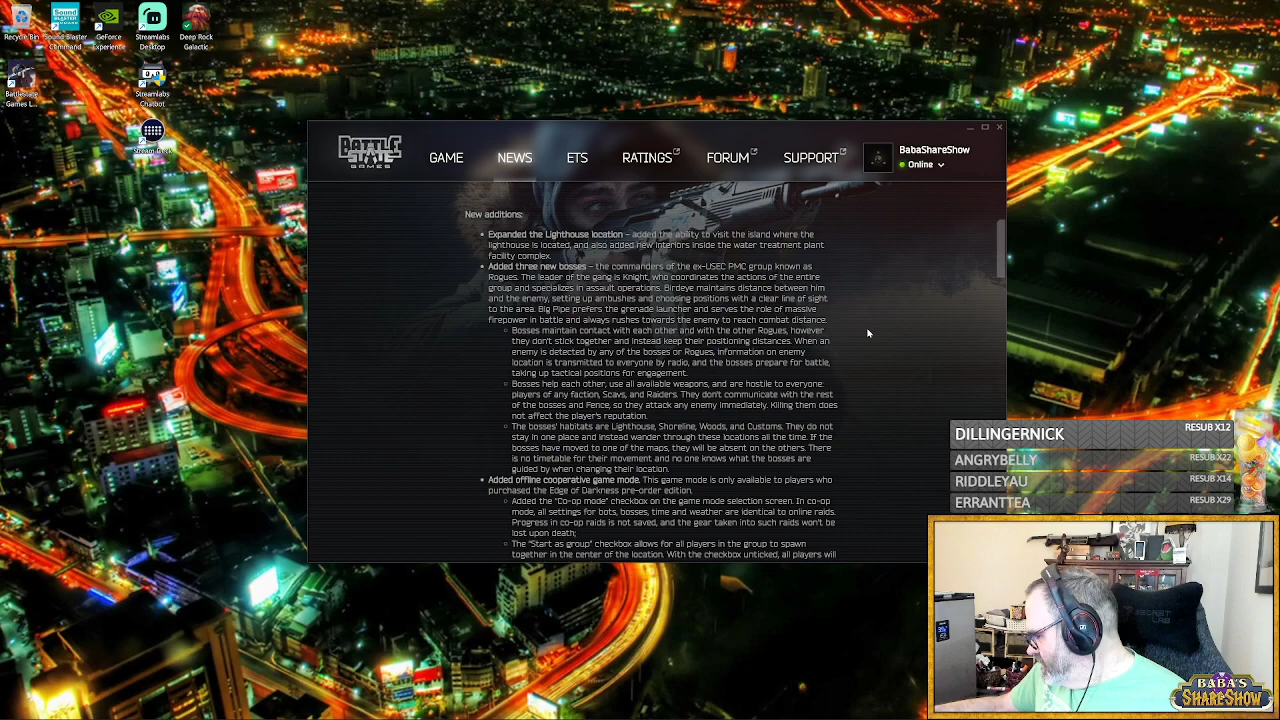 Recycle Bin
Sound Blaster Command
GeForce Experience
Streamlabs Desktop
Deep Rock Galactic
Battlestate Games L...
Streamlabs Chatbot
Stream Deck
BATTLE STATE GAMES
GAME
NEWS
ETS
RATINGS
FORUM
SUPPORT
BabaShareShow
Online
New additions:
Expanded the Lighthouse location – added the ability to visit the island where the
lighthouse is located, and also added new interiors inside the water treatment plant
facility complex.
Added three new bosses – the commanders of the ex-USEC PMC group known as
Rogues. The leader of the gang is Knight, who coordinates the actions of the entire
group and specializes in assault operations. Birdeye maintains distance between him
and the enemy, setting up ambushes and choosing positions with a clear line of sight
to the area. Big Pipe prefers the grenade launcher and serves the role of massive
firepower in battle and always rushes towards the enemy to reach combat distance.
Bosses maintain contact with each other and with the other Rogues, however
they don't stick together and instead keep their positioning distances. When an
enemy is detected by any of the bosses or Rogues, information on enemy
location is transmitted to everyone by radio, and the bosses prepare for battle,
taking up tactical positions for engagement.
Bosses help each other, use all available weapons, and are hostile to everyone:
players of any faction, Scavs, and Raiders. They don't communicate with the rest
of the bosses and Fence, so they attack any enemy immediately. Killing them does
not affect the player's reputation.
The bosses' habitats are Lighthouse, Shoreline, Woods, and Customs. They do not
stay in one place and instead wander through these locations all the time. If the
bosses have moved to one of the maps, they will be absent on the others. There
is no timetable for their movement and no one knows what the bosses are
guided by when changing their location.
Added offline cooperative game mode. This game mode is only available to players who
purchased the Edge of Darkness pre-order edition.
Added the "Co-op mode" checkbox on the game mode selection screen. In co-op
mode, all settings for bots, bosses, time and weather are identical to online raids.
Progress in co-op raids is not saved, and the gear taken into such raids won't be
lost upon death;
The "Start as group" checkbox allows for all players in the group to spawn
together in the center of the location. With the checkbox unticked, all players will
DILLINGERNICK RESUB X12
ANGRYBELLY RESUB X22
RIDDLEYAU RESUB X14
ERRANTTEA RESUB X29
SECRET LAB
BABA'S
SHARESHOW